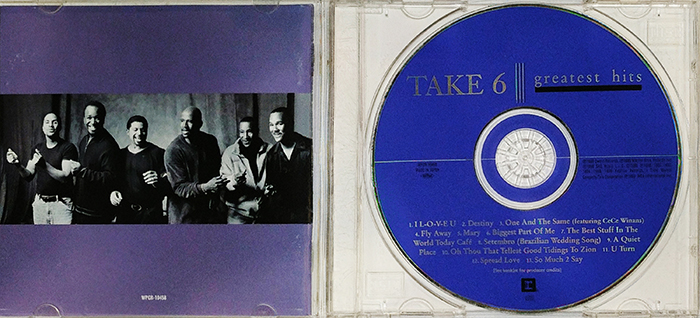 TAKE 6 greatest hits
MADE IN JAPAN
1. I L-O-V-E U 2. Destiny 3. One And The Same (featuring CeCe Winans)
4. Fly Away 5. Mary 6. Biggest Part Of Me 7. The Best Stuff In The
World Today Café 8. Setembro (Brazilian Wedding Song) 9. A Quiet
Place 10. Oh Thou That Tellest Good Tidings To Zion 11. U Turn
12. Spread Love 13. So Much 2 Say
(See booklet for producer credits)
WPCR-10458